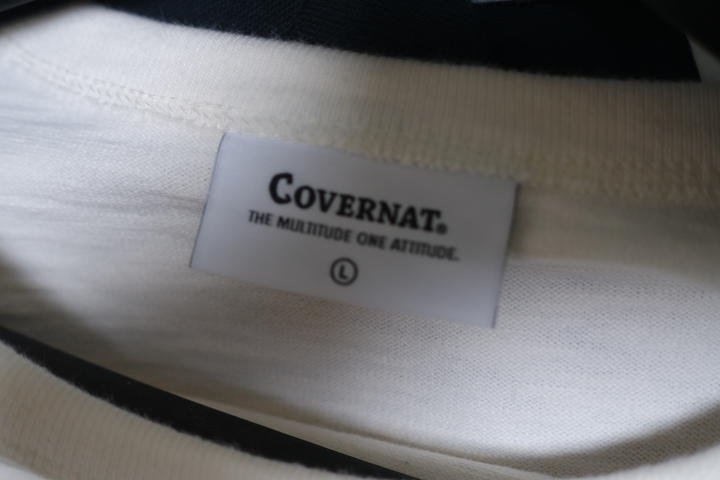 COVERNAT®
THE MULTITUDE ONE ATTITUDE.
L